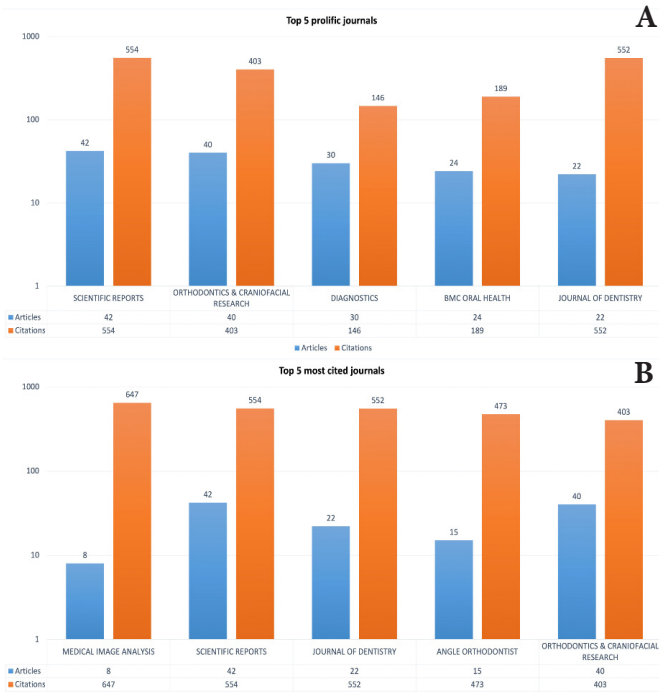 A
Top 5 prolific journals
1000
554
403
552
189
146
100
42
40
30
24
22
10
1
SCIENTIFIC REPORTS ORTHODONTICS & CRANIOFACIAL RESEARCH DIAGNOSTICS BMC ORAL HEALTH JOURNAL OF DENTISTRY
Articles 42 40 30 24 22
Citations 554 403 146 189 552
Articles Citations
B
Top 5 most cited journals
1000
647
554
552
473
403
100
42
40
22
15
10
8
1
MEDICAL IMAGE ANALYSIS SCIENTIFIC REPORTS JOURNAL OF DENTISTRY ANGLE ORTHODONTIST ORTHODONTICS & CRANIOFACIAL RESEARCH
Articles 8 42 22 15 40
Citations 647 554 552 473 403